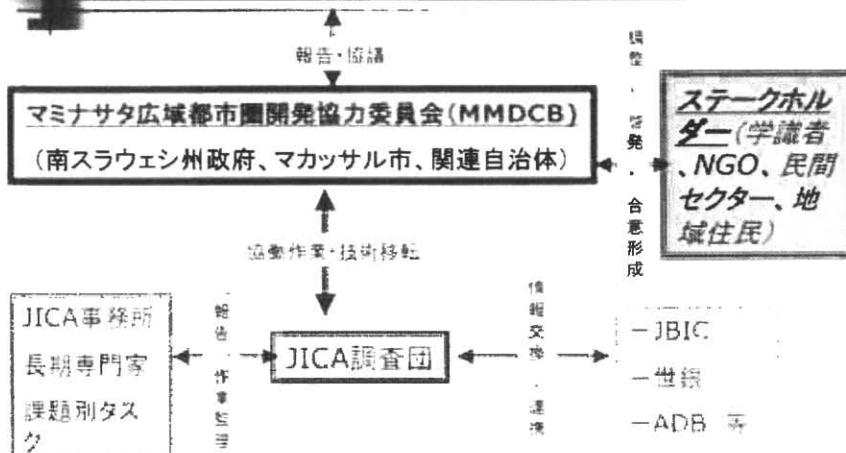 報告・協議
マミナサタ広域都市圏開発協力委員会(MMDCB)
(南スラウェシ州政府、マカッサル市、関連自治体)
調整・啓発・合意形成
ステークホル
ダー(学識者
、NGO、民間
セクター、地
域住民)
協働作業・技術移転
JICA事務所
長期専門家
課題別タス
ク
報告・作業監理
JICA調査団
情報交換・連携
－JBIC
－世銀
－ADB 等